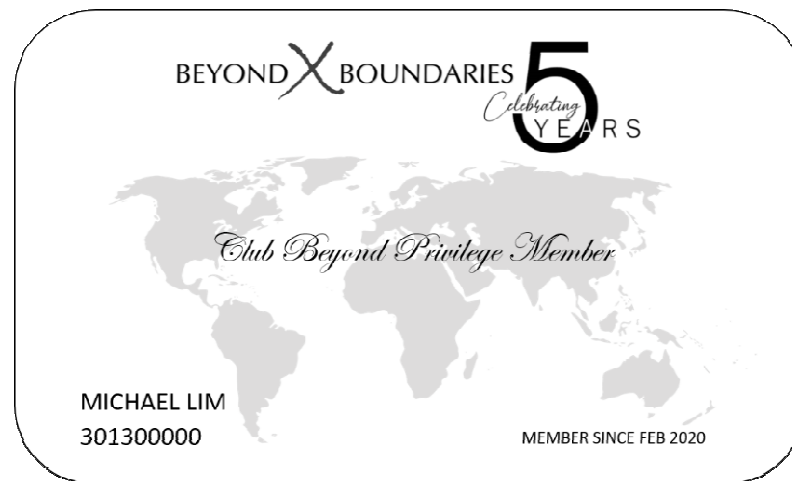 BEYOND X BOUNDARIES 5
Celebrating
YEARS
Club Beyond Privilege Member
MICHAEL LIM
301300000
MEMBER SINCE FEB 2020